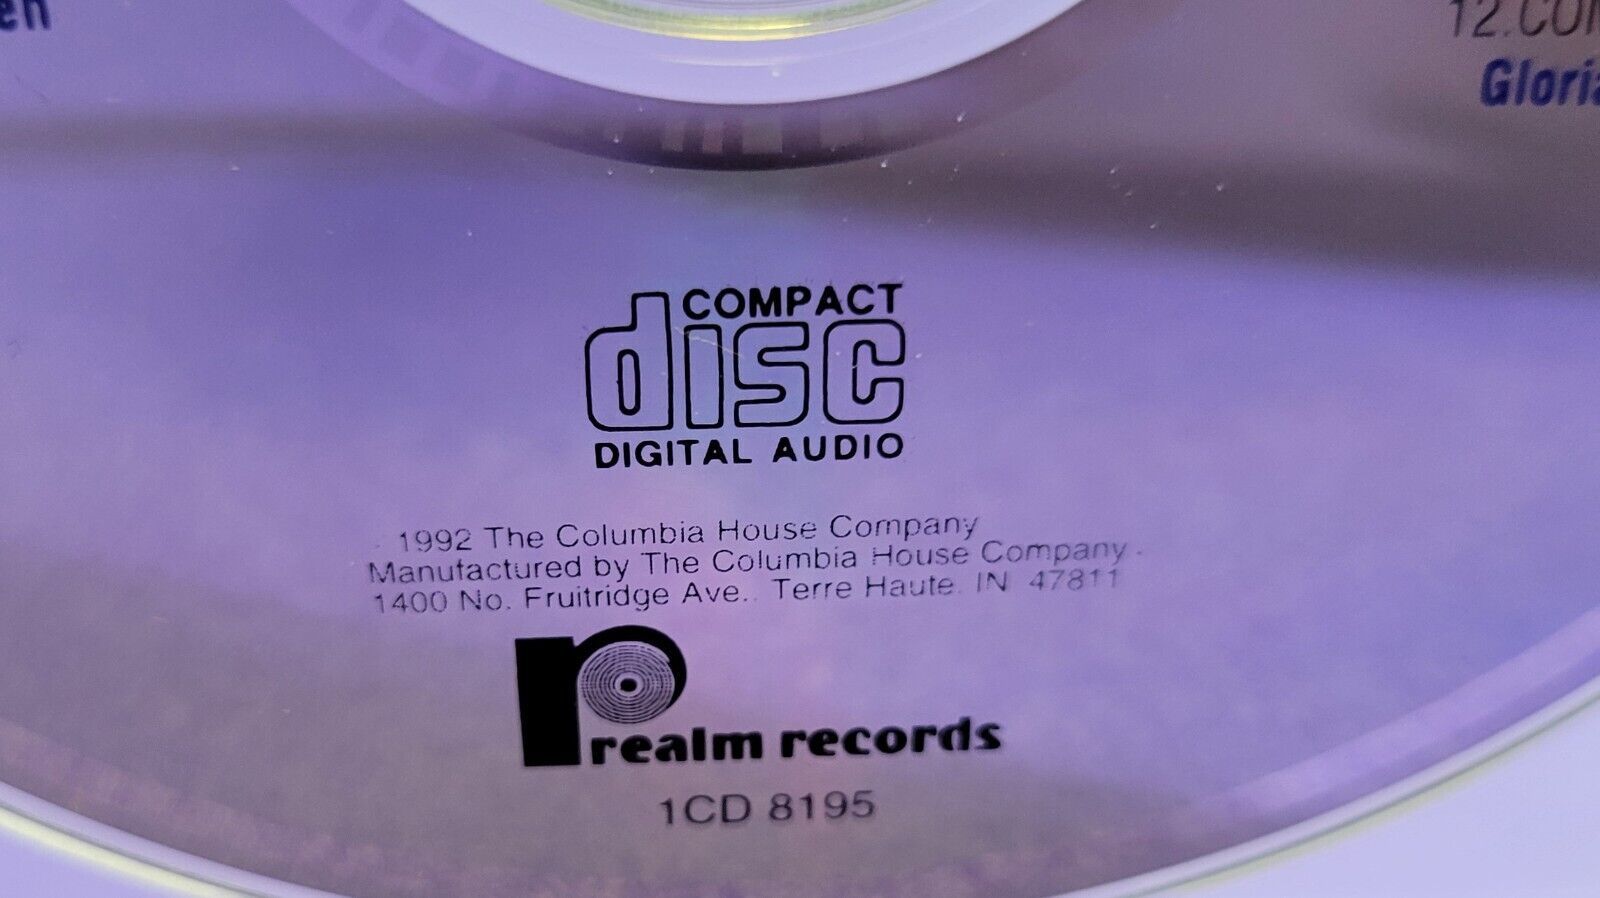 12.
COMPACT
disc
DIGITAL AUDIO
1992 The Columbia House Company
Manufactured by The Columbia House Company
1400 No. Fruitridge Ave.. Terre Haute. IN 47811
realm records
1CD 8195